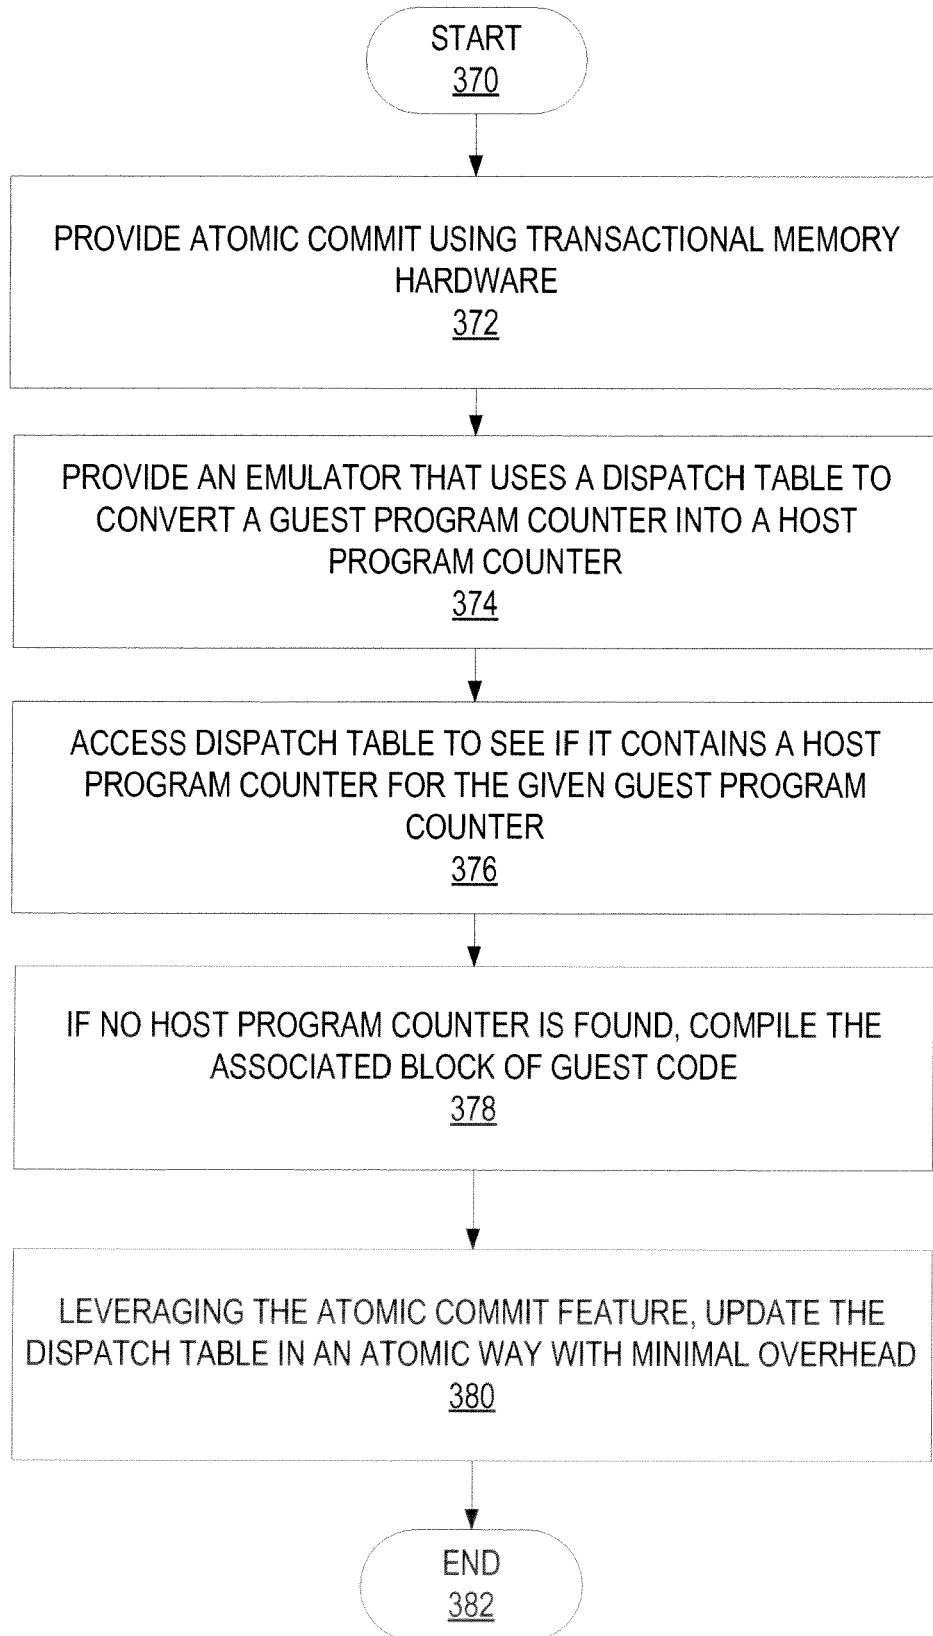 START
370
PROVIDE ATOMIC COMMIT USING TRANSACTIONAL MEMORY
HARDWARE
372
PROVIDE AN EMULATOR THAT USES A DISPATCH TABLE TO
CONVERT A GUEST PROGRAM COUNTER INTO A HOST
PROGRAM COUNTER
374
ACCESS DISPATCH TABLE TO SEE IF IT CONTAINS A HOST
PROGRAM COUNTER FOR THE GIVEN GUEST PROGRAM
COUNTER
376
IF NO HOST PROGRAM COUNTER IS FOUND, COMPILE THE
ASSOCIATED BLOCK OF GUEST CODE
378
LEVERAGING THE ATOMIC COMMIT FEATURE, UPDATE THE
DISPATCH TABLE IN AN ATOMIC WAY WITH MINIMAL OVERHEAD
380
END
382